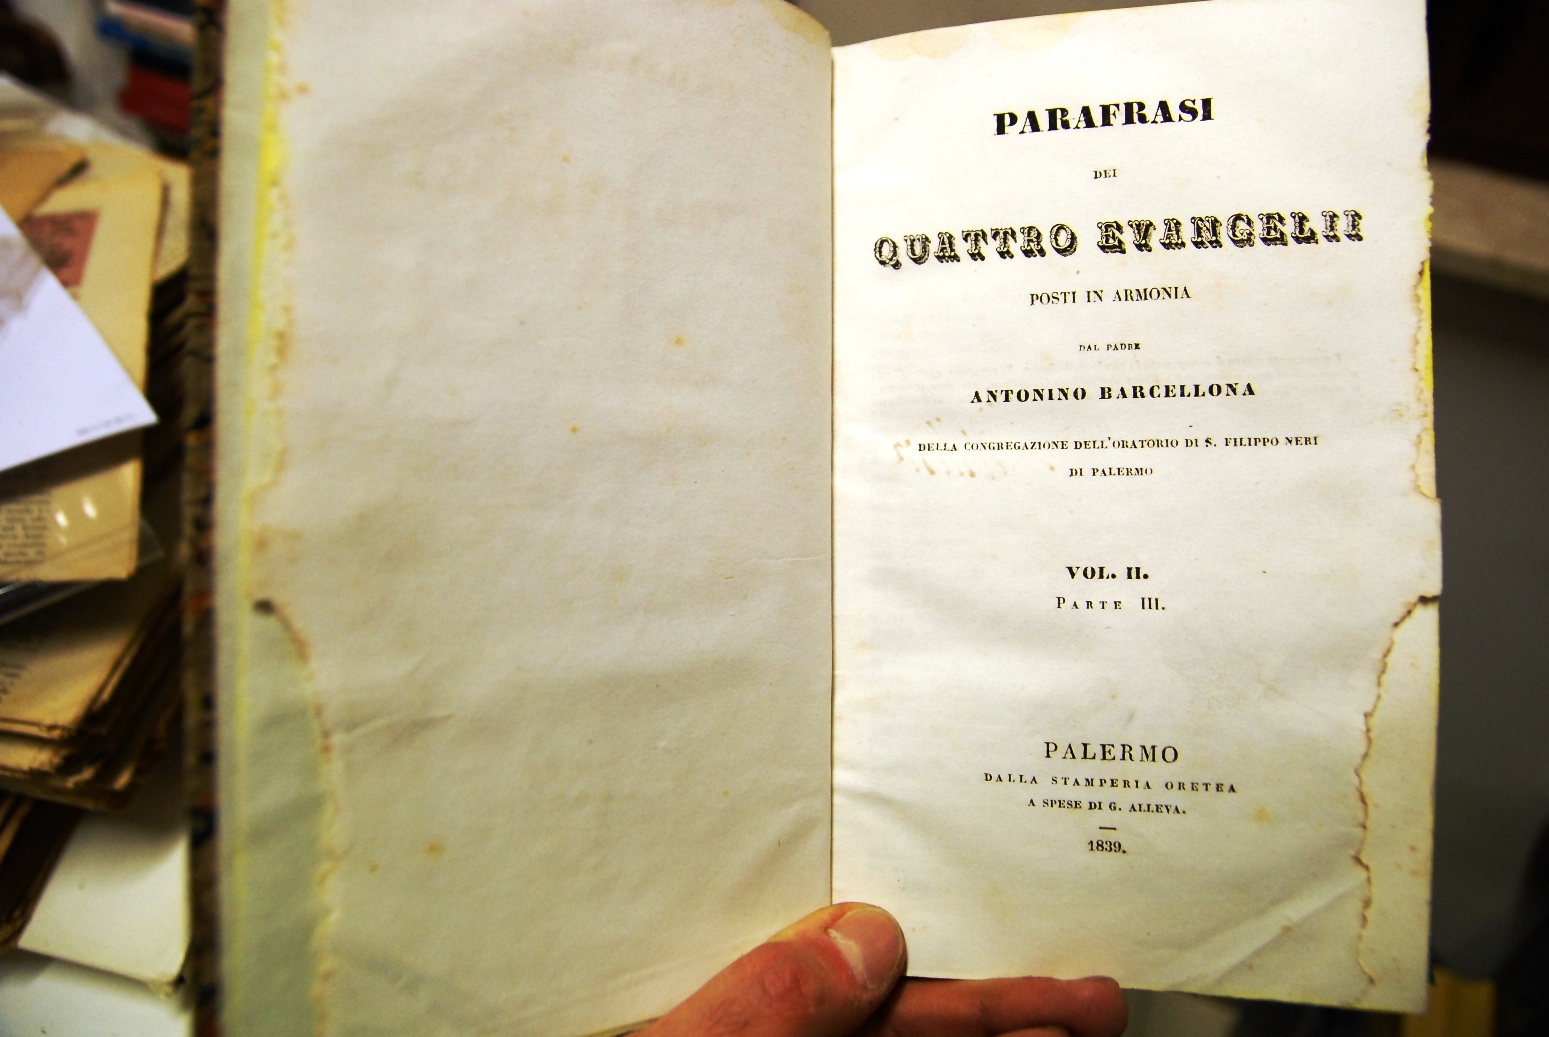 PARAFRASI
DEI
QUATTRO EVANGELII
POSTI IN ARMONIA
DAL PADRE
ANTONINO BARCELLONA
DELLA CONGREGAZIONE DELL'ORATORIO DI S. FILIPPO NERI
DI PALERMO
VOL. II.
PARTE III.
PALERMO
DALLA STAMPERIA ORETEA
A SPESE DI G. ALLEVA.
1839.